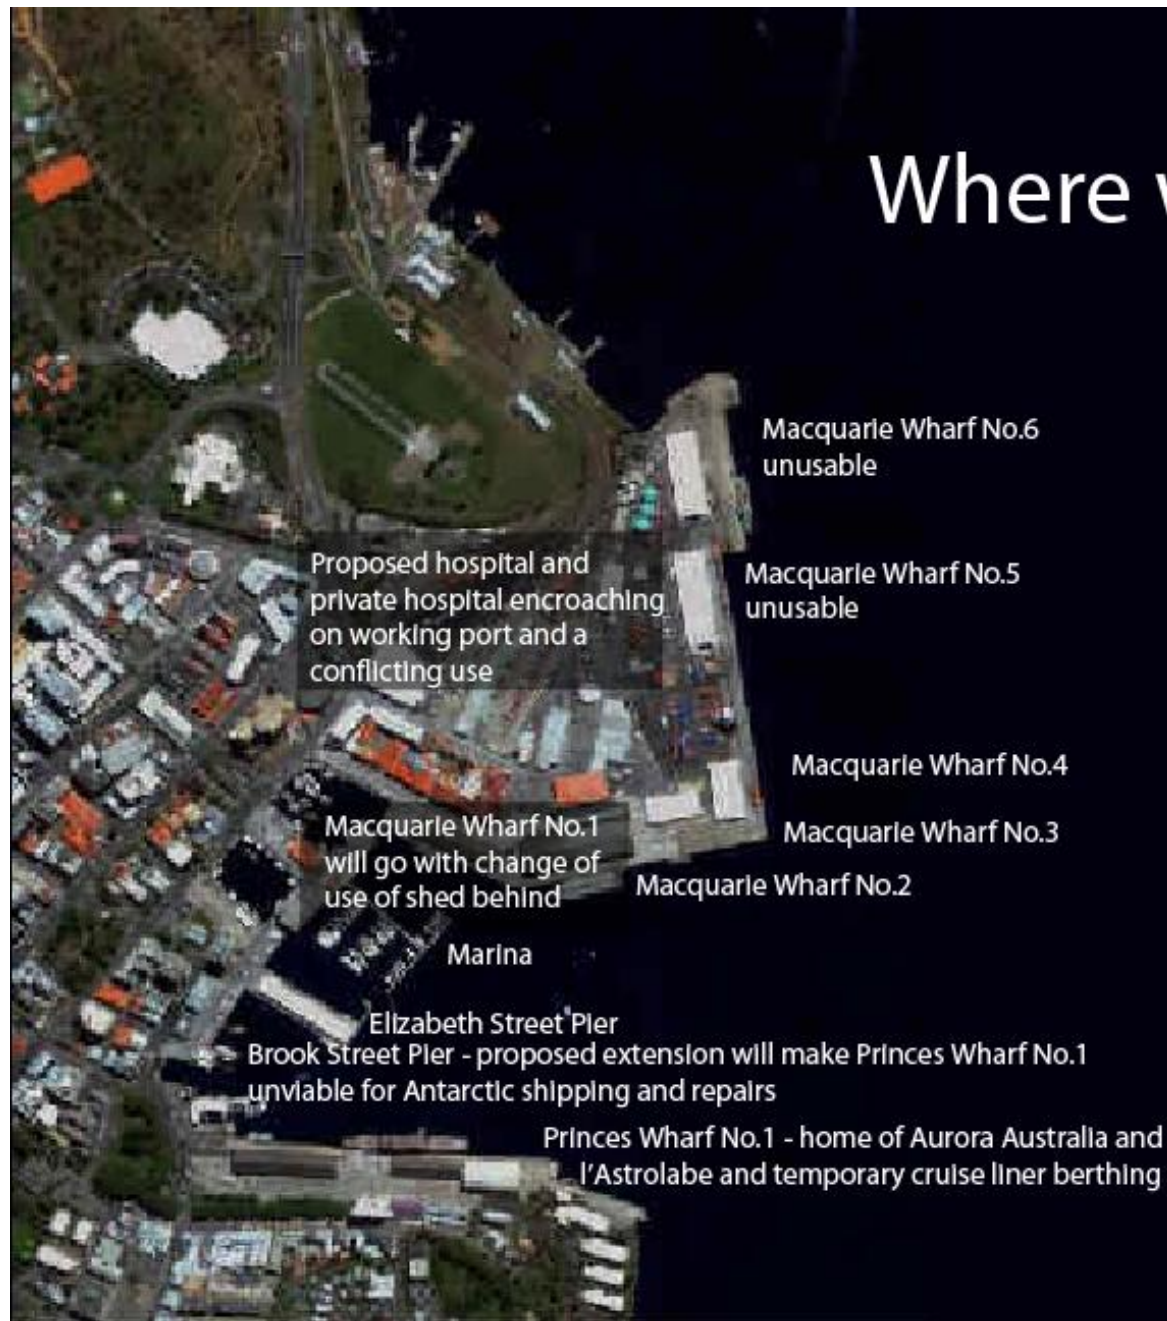 Where
Macquarie Wharf No.6
unusable
Proposed hospital and
private hospital encroaching
on working port and a
conflicting use
Macquarie Wharf No.5
unusable
Macquarie Wharf No.4
Macquarie Wharf No.1
will go with change of
use of shed behind
Macquarie Wharf No.3
Macquarie Wharf No.2
Marina
Elizabeth Street Pier
Brook Street Pier - proposed extension will make Princes Wharf No.1
unviable for Antarctic shipping and repairs
Princes Wharf No.1 - home of Aurora Australia and
l'Astrolabe and temporary cruise liner berthing